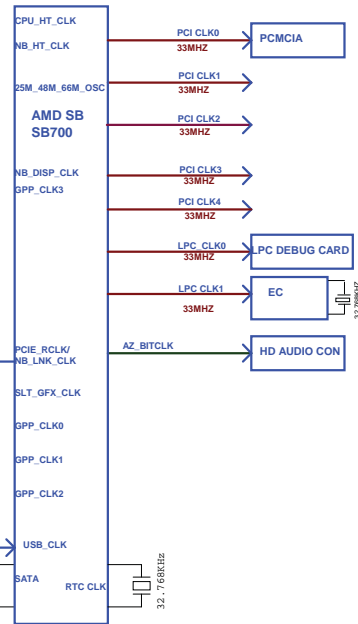 CPU_HT_CLK
NB_HT_CLK
25M_48M_66M_OSC
AMD SB
SB700
NB_DISP_CLK
GPP_CLK3
PCIE_RCLK/
NB_LNK_CLK
SLT_GFX_CLK
GPP_CLK0
GPP_CLK1
GPP_CLK2
USB_CLK
SATA
RTC CLK
32.768KHz
PCI CLK0
33MHZ
PCMCIA
PCI CLK1
33MHZ
PCI CLK2
33MHZ
PCI CLK3
33MHZ
PCI CLK4
33MHZ
LPC_CLK0
33MHZ
LPC DEBUG CARD
LPC CLK1
33MHZ
EC
32.768KHZ
AZ_BITCLK
HD AUDIO CON